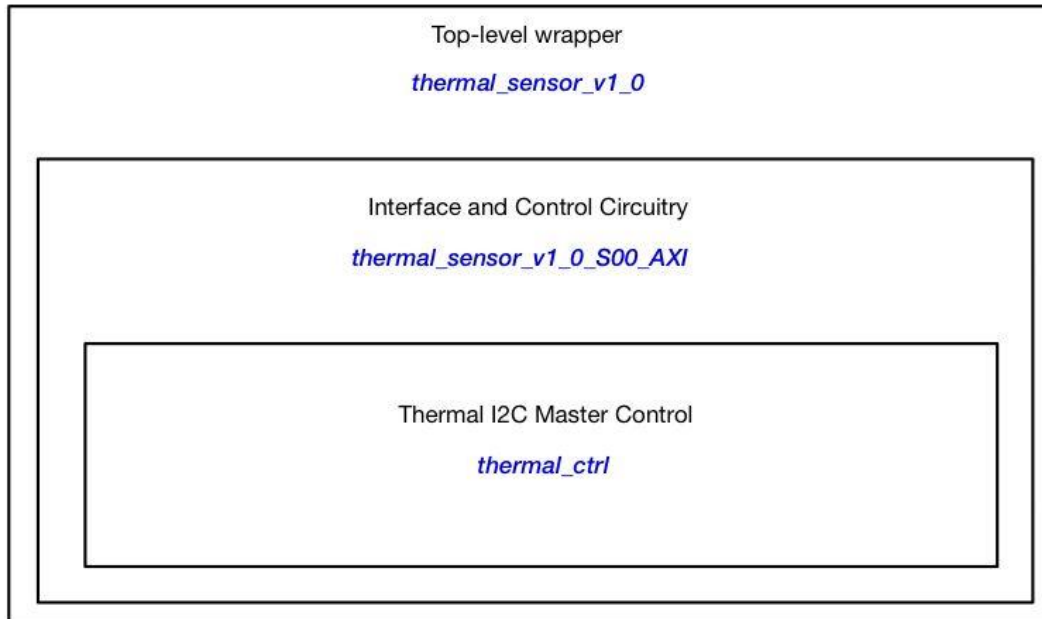 Top-level wrapper
thermal_sensor_v1_0
Interface and Control Circuitry
thermal_sensor_v1_0_S00_AXI
Thermal I2C Master Control
thermal_ctrl